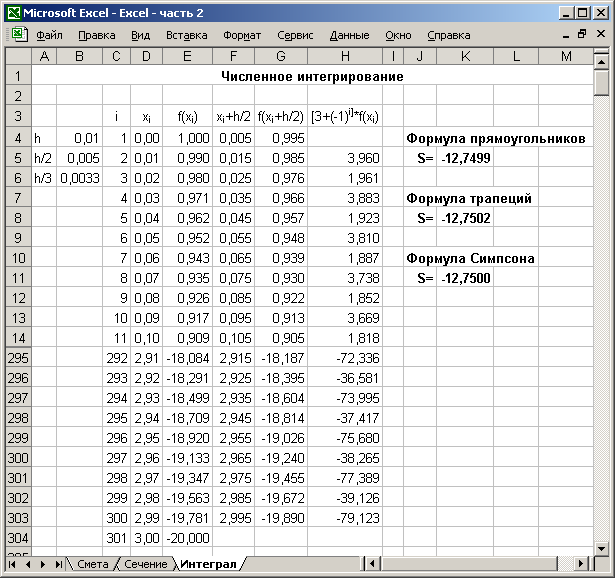 Microsoft Excel - Excel - часть 2
Файл Правка Вид Вставка Формат Сервис Данные Окно Справка
A B C D E F G H I J K L M
1 Численное интегрирование
2
3 i xi f(xi) xi+h/2 f(xi+h/2) [3+(-1)^i]*f(xi)
4 h 0,01 1 0,00 1,000 0,005 0,995 Формула прямоугольников
5 h/2 0,005 2 0,01 0,990 0,015 0,985 3,960 S= -12,7499
6 h/3 0,0033 3 0,02 0,980 0,025 0,976 1,961
7 4 0,03 0,971 0,035 0,966 3,883 Формула трапеций
8 5 0,04 0,962 0,045 0,957 1,923 S= -12,7502
9 6 0,05 0,952 0,055 0,948 3,810
10 7 0,06 0,943 0,065 0,939 1,887 Формула Симпсона
11 8 0,07 0,935 0,075 0,930 3,738 S= -12,7500
12 9 0,08 0,926 0,085 0,922 1,852
13 10 0,09 0,917 0,095 0,913 3,669
14 11 0,10 0,909 0,105 0,905 1,818
295 292 2,91 -18,084 2,915 -18,187 -72,336
296 293 2,92 -18,291 2,925 -18,395 -36,581
297 294 2,93 -18,499 2,935 -18,604 -73,995
298 295 2,94 -18,709 2,945 -18,814 -37,417
299 296 2,95 -18,920 2,955 -19,026 -75,680
300 297 2,96 -19,133 2,965 -19,240 -38,265
301 298 2,97 -19,347 2,975 -19,455 -77,389
302 299 2,98 -19,563 2,985 -19,672 -39,126
303 300 2,99 -19,781 2,995 -19,890 -79,123
304 301 3,00 -20,000
Смета Сечение Интеграл